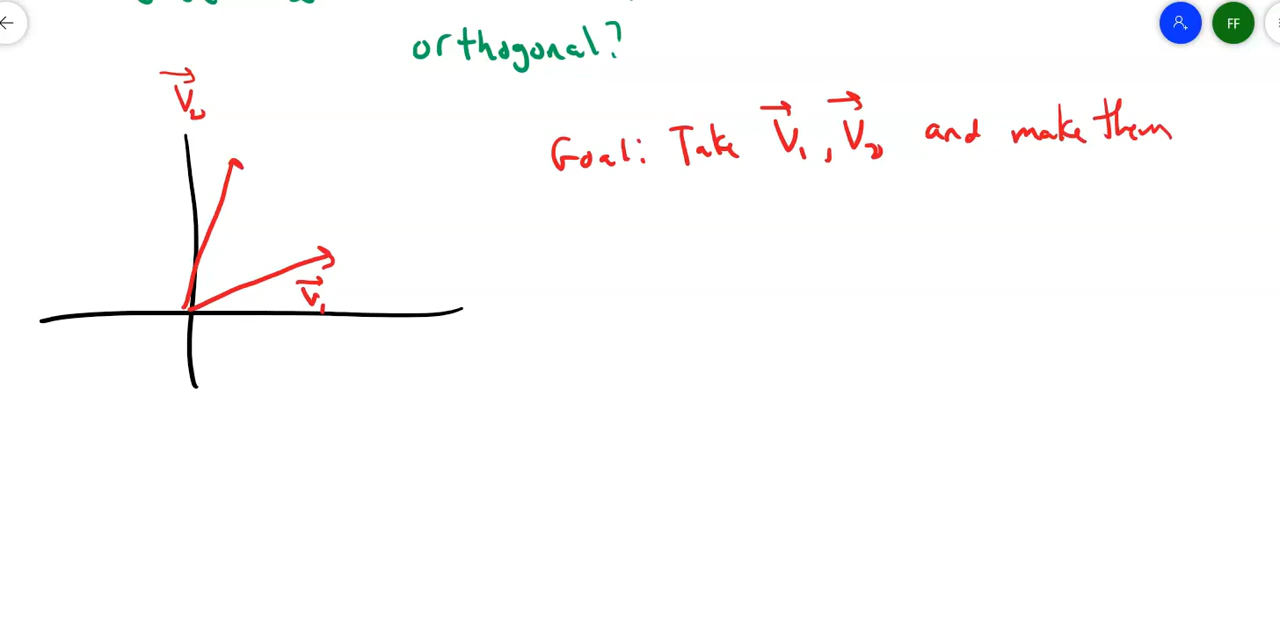 orthogonal?
V₂
Goal: Take V₁, V₂ and make them
V₁
FF